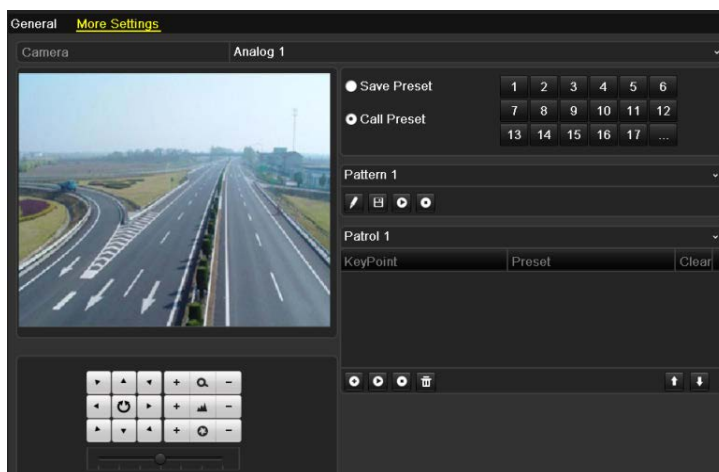 General More Settings
Camera Analog 1
Save Preset
Call Preset
1 2 3 4 5 6
7 8 9 10 11 12
13 14 15 16 17 ...
Pattern 1
Patrol 1
KeyPoint Preset Clear